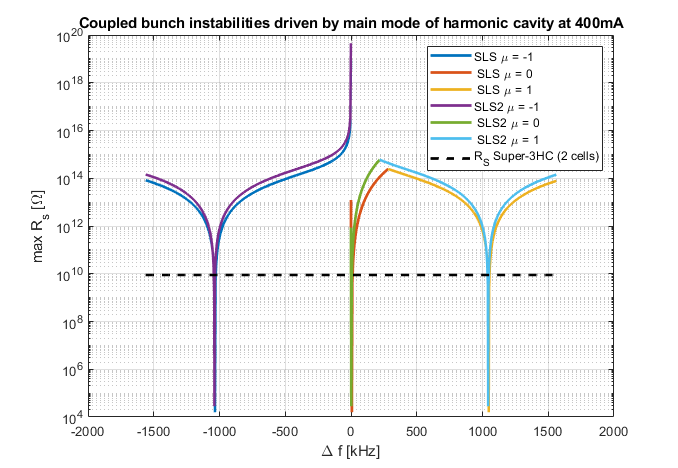 Coupled bunch instabilities driven by main mode of harmonic cavity at 400mA
10^20
10^18
10^16
10^14
10^12
10^10
10^8
10^6
10^4
max R_s [Ω]
SLS μ = -1
SLS μ = 0
SLS μ = 1
SLS2 μ = -1
SLS2 μ = 0
SLS2 μ = 1
R_S Super-3HC (2 cells)
-2000 -1500 -1000 -500 0 500 1000 1500 2000
Δ f [kHz]